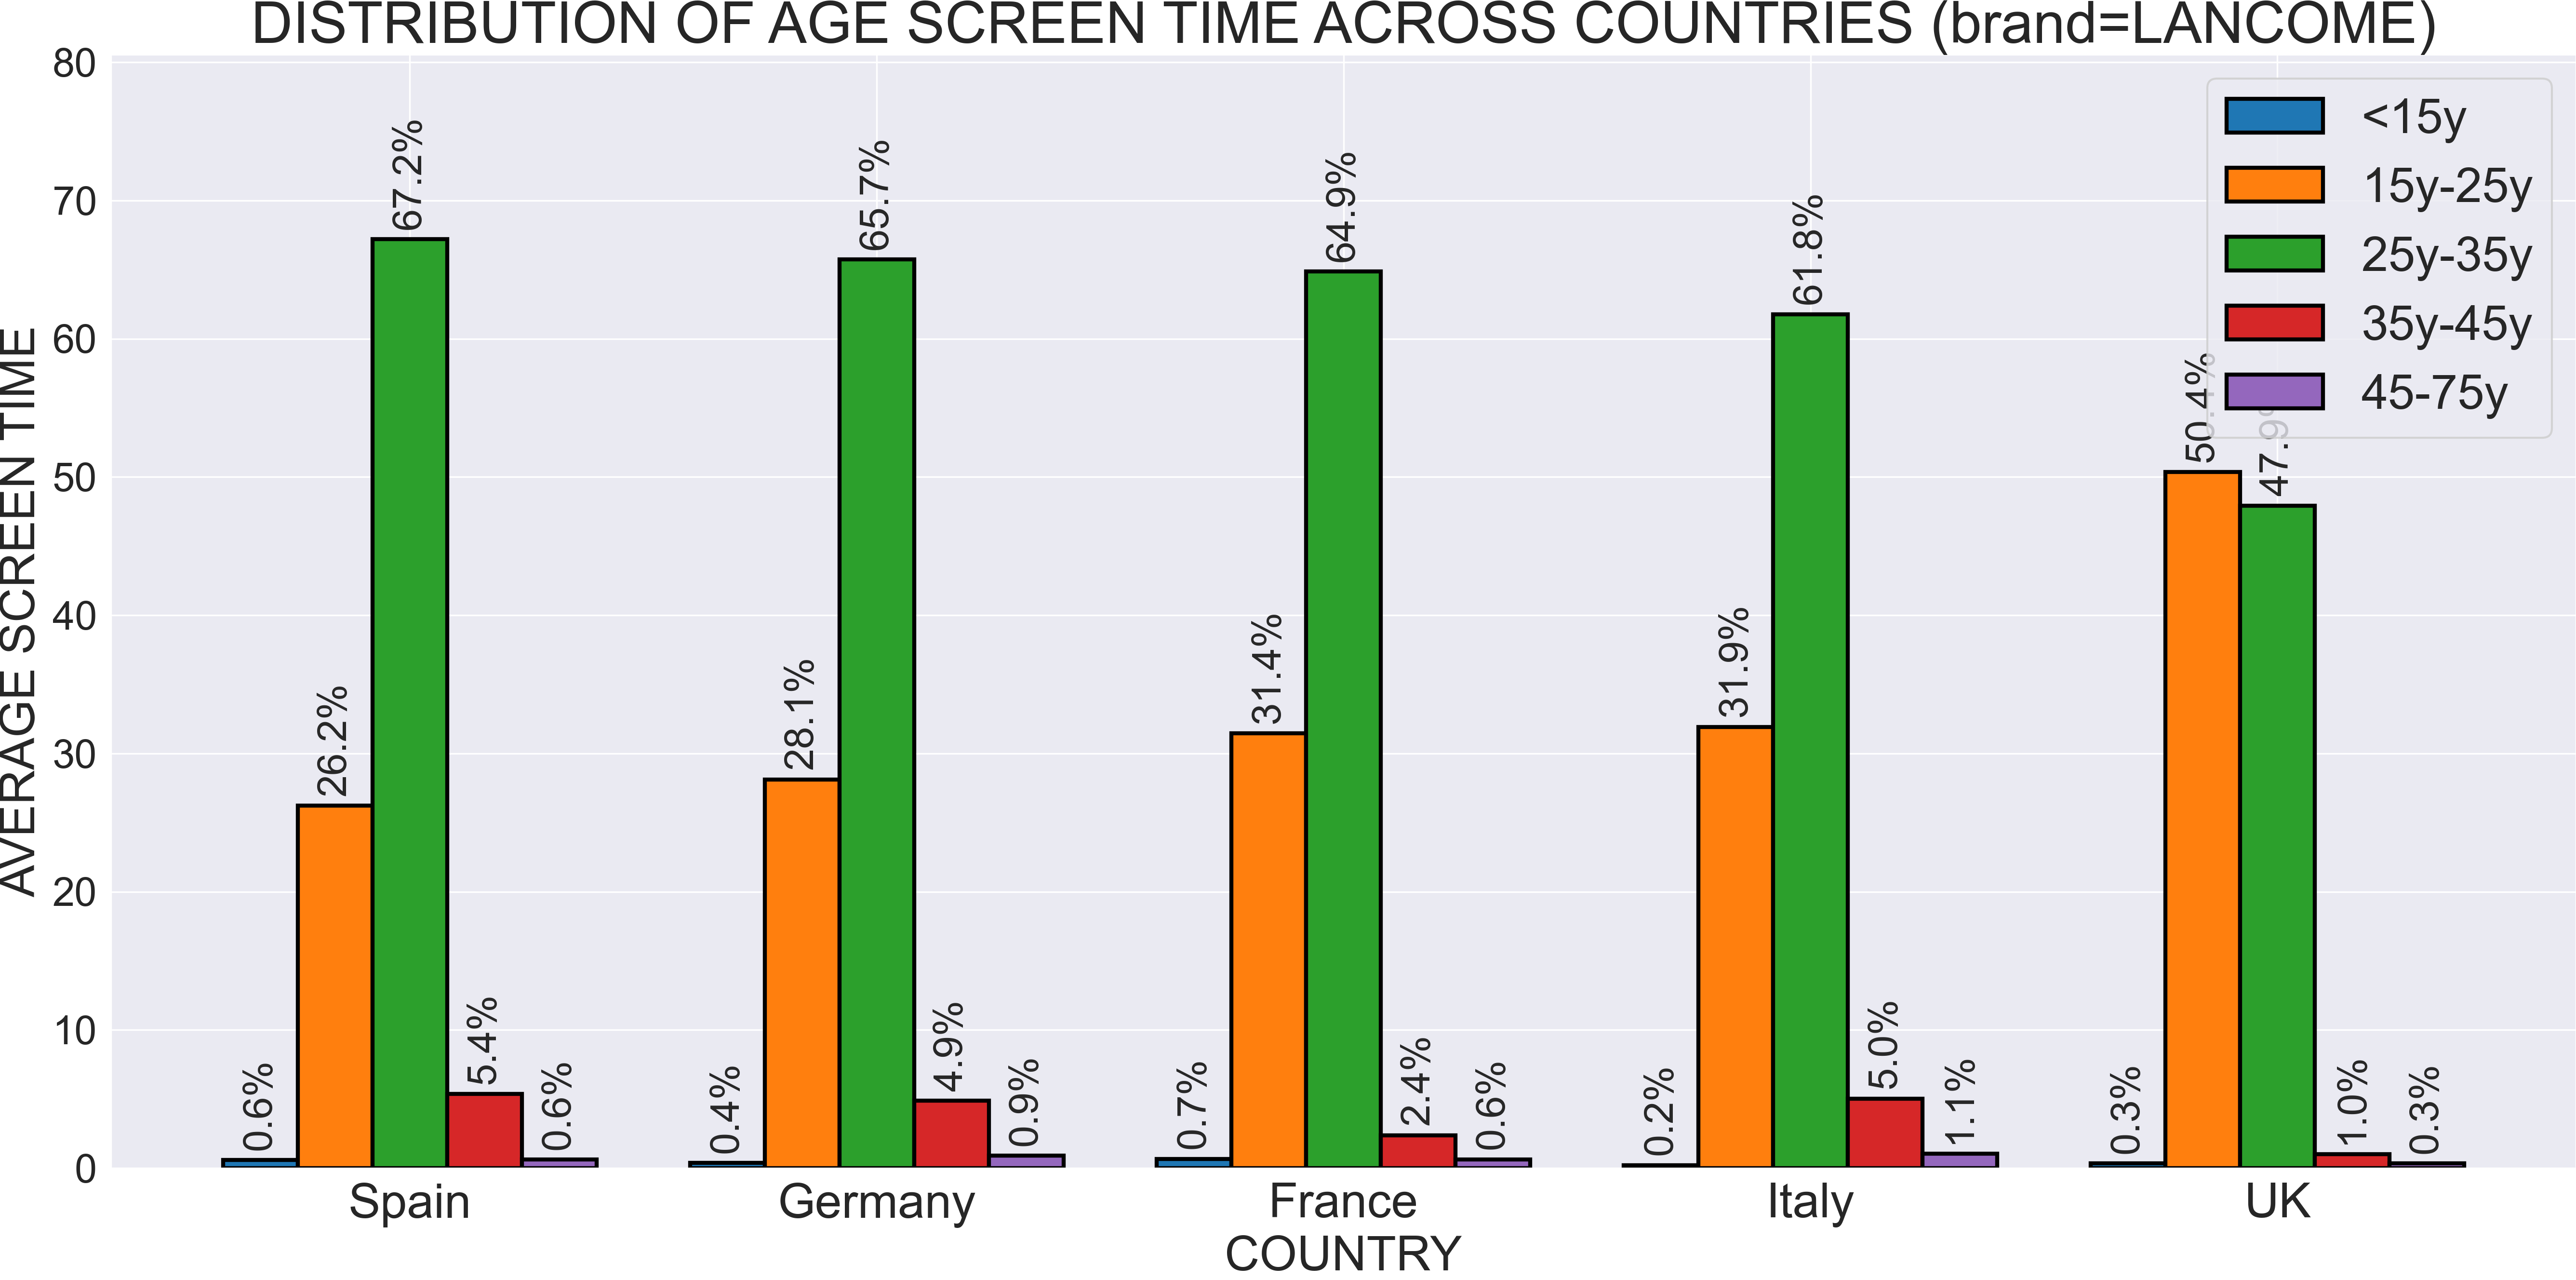 DISTRIBUTION OF AGE SCREEN TIME ACROSS COUNTRIES (brand=LANCOME)
AVERAGE SCREEN TIME
80
70
60
50
40
30
20
10
0
<15y
15y-25y
25y-35y
35y-45y
45-75y
0.6%
26.2%
67.2%
5.4%
0.6%
0.4%
28.1%
65.7%
4.9%
0.9%
0.7%
31.4%
64.9%
2.4%
0.6%
0.2%
31.9%
61.8%
5.0%
1.1%
0.3%
50.4%
47.9%
1.0%
0.3%
Spain
Germany
France
Italy
UK
COUNTRY